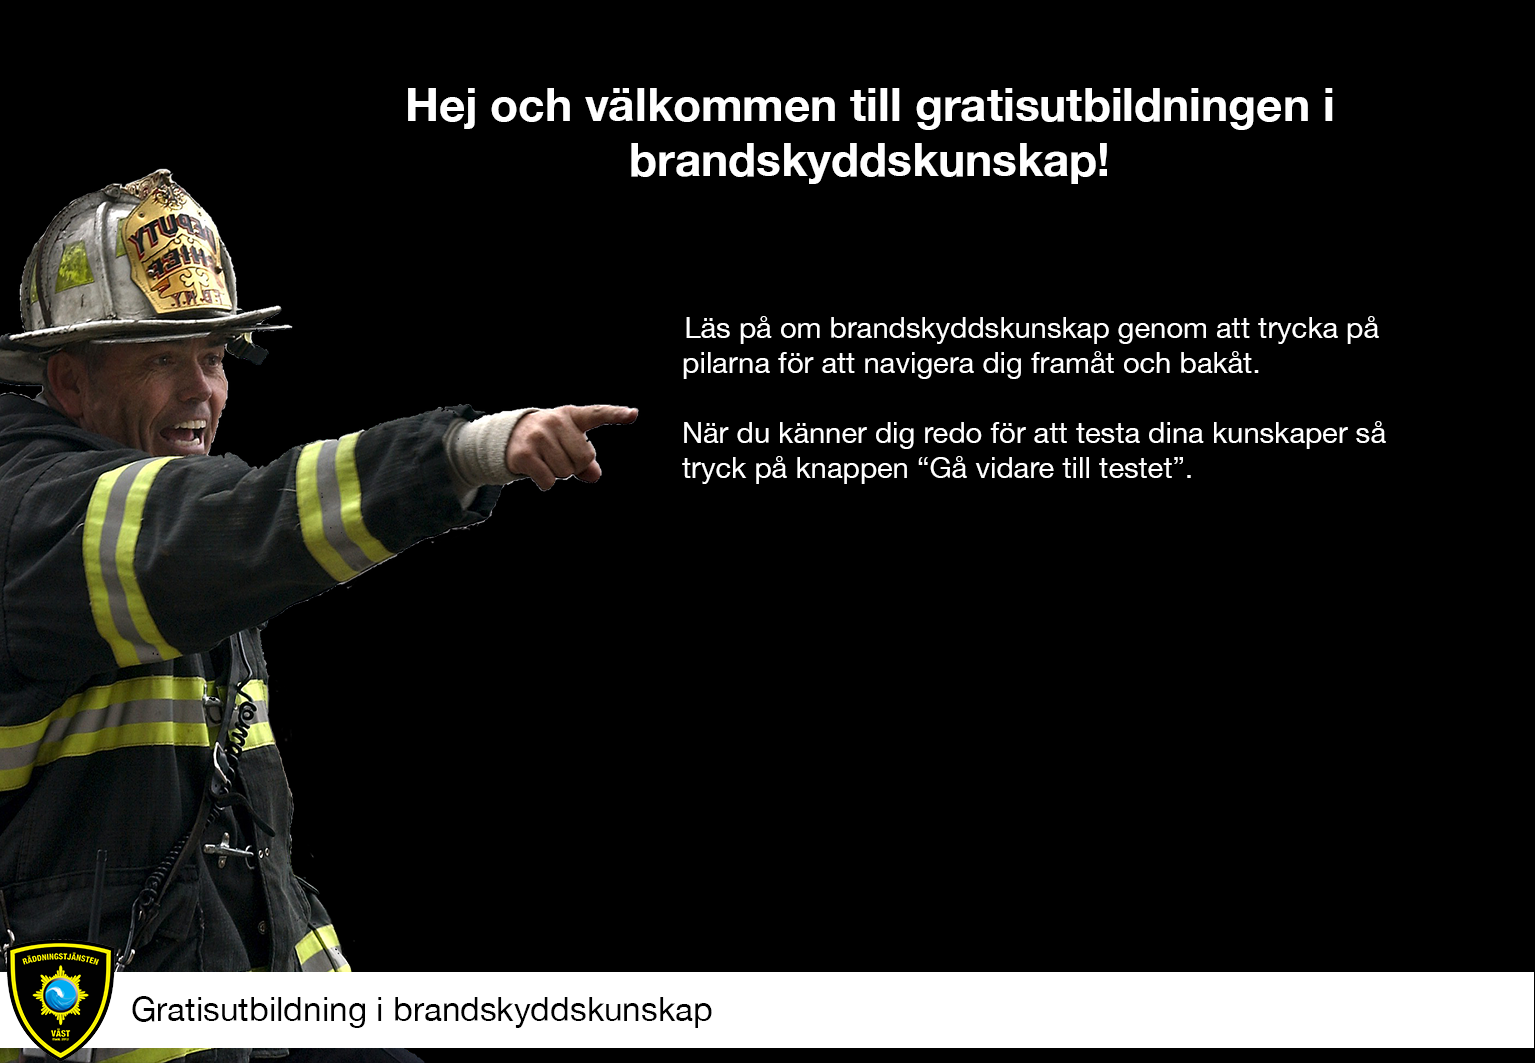 Hej och välkommen till gratisutbildningen i
brandskyddskunskap!
DEPUTY
CHIEF
F.D.N.Y.
Läs på om brandskyddskunskap genom att trycka på
pilarna för att navigera dig framåt och bakåt.
När du känner dig redo för att testa dina kunskaper så
tryck på knappen “Gå vidare till testet”.
RÄDDNINGSTJÄNSTEN
VÄST
Gratisutbildning i brandskyddskunskap